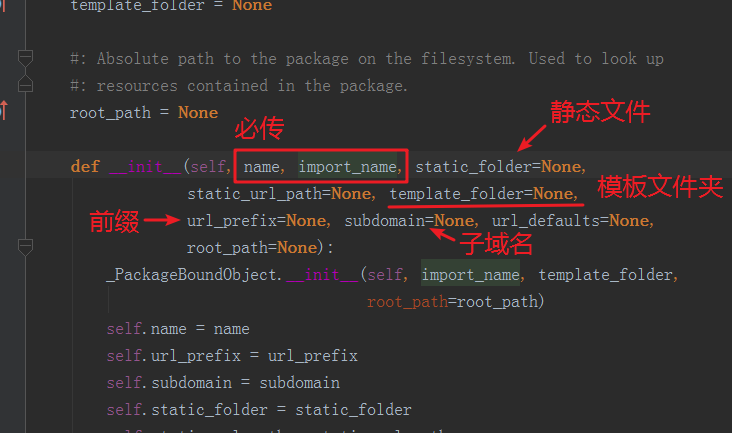 template_folder = None
#: Absolute path to the package on the filesystem. Used to look up
#: resources contained in the package.
root_path = None
必传
静态文件
def __init__(self, name, import_name, static_folder=None,
static_url_path=None, template_folder=None,
模板文件夹
前缀
url_prefix=None, subdomain=None, url_defaults=None,
子域名
root_path=None):
_PackageBoundObject.__init__(self, import_name, template_folder,
root_path=root_path)
self.name = name
self.url_prefix = url_prefix
self.subdomain = subdomain
self.static_folder = static_folder